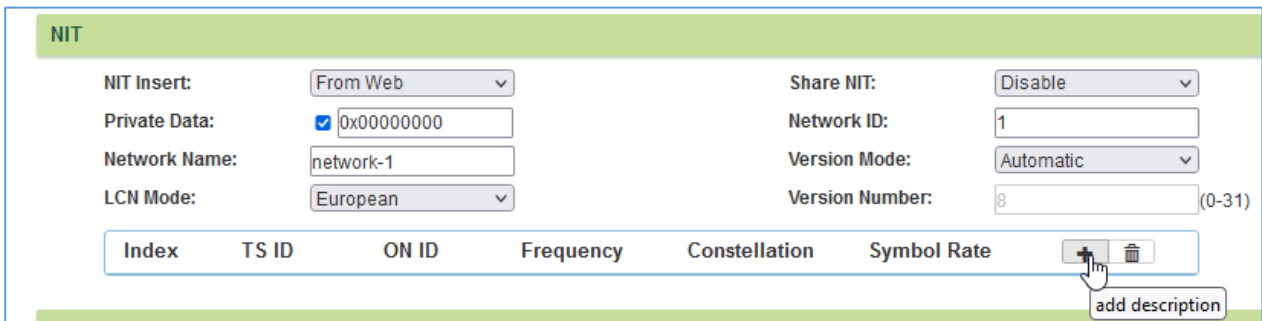 NIT
NIT Insert: From Web Share NIT: Disable
Private Data: 0x00000000 Network ID: 1
Network Name: network-1 Version Mode: Automatic
LCN Mode: European Version Number: 8 (0-31)
Index TS ID ON ID Frequency Constellation Symbol Rate
add description